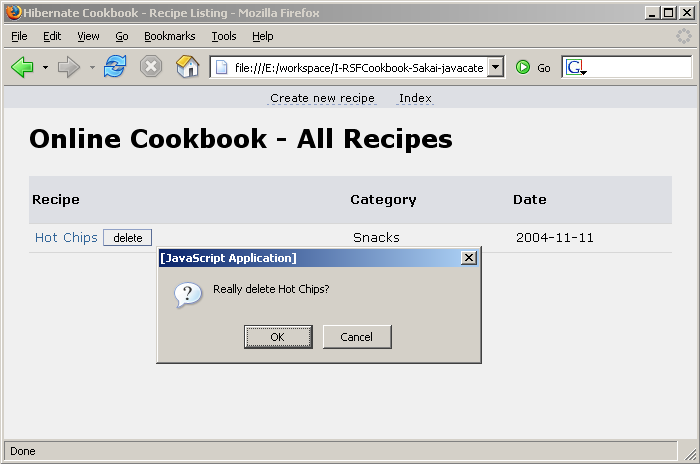 Hibernate Cookbook - Recipe Listing - Mozilla Firefox
File Edit View Go Bookmarks Tools Help
file:///E:/workspace/I-RSFCookbook-Sakai-javacate Go G
Create new recipe Index
Online Cookbook - All Recipes
Recipe Category Date
Hot Chips delete Snacks 2004-11-11
[JavaScript Application]
Really delete Hot Chips?
OK Cancel
Done